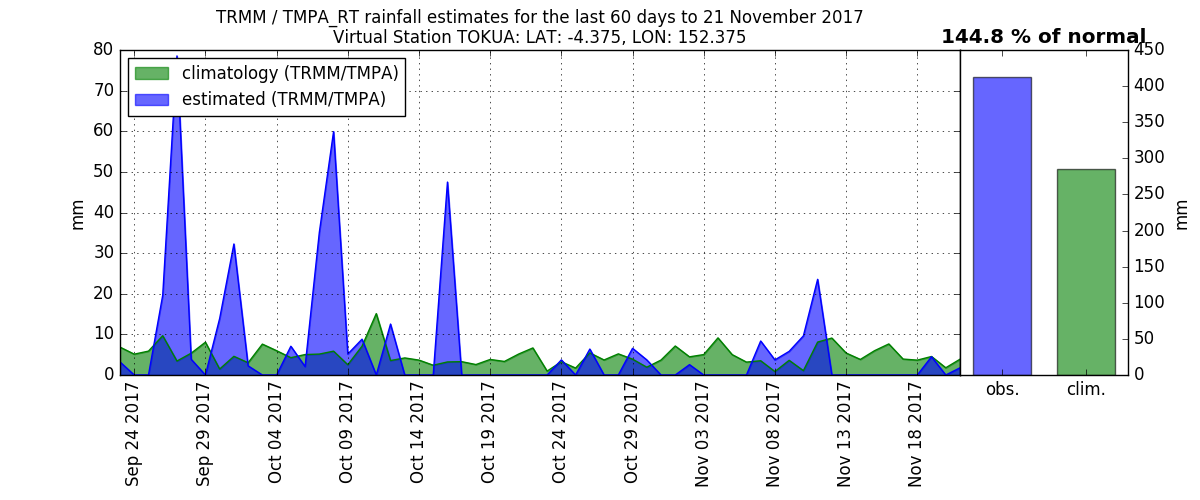 TRMM / TMPA_RT rainfall estimates for the last 60 days to 21 November 2017
Virtual Station TOKUA: LAT: -4.375, LON: 152.375
144.8 % of normal
climatology (TRMM/TMPA)
estimated (TRMM/TMPA)
mm
80
70
60
50
40
30
20
10
0
Sep 24 2017
Sep 29 2017
Oct 04 2017
Oct 09 2017
Oct 14 2017
Oct 19 2017
Oct 24 2017
Oct 29 2017
Nov 03 2017
Nov 08 2017
Nov 13 2017
Nov 18 2017
obs.
clim.
450
400
350
300
250
200
150
100
50
0
mm